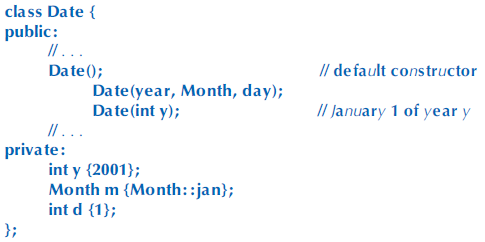 class Date {
public:
// . . .
Date(); // default constructor
Date(year, Month, day);
Date(int y); // January 1 of year y
// . . .
private:
int y {2001};
Month m {Month::jan};
int d {1};
};